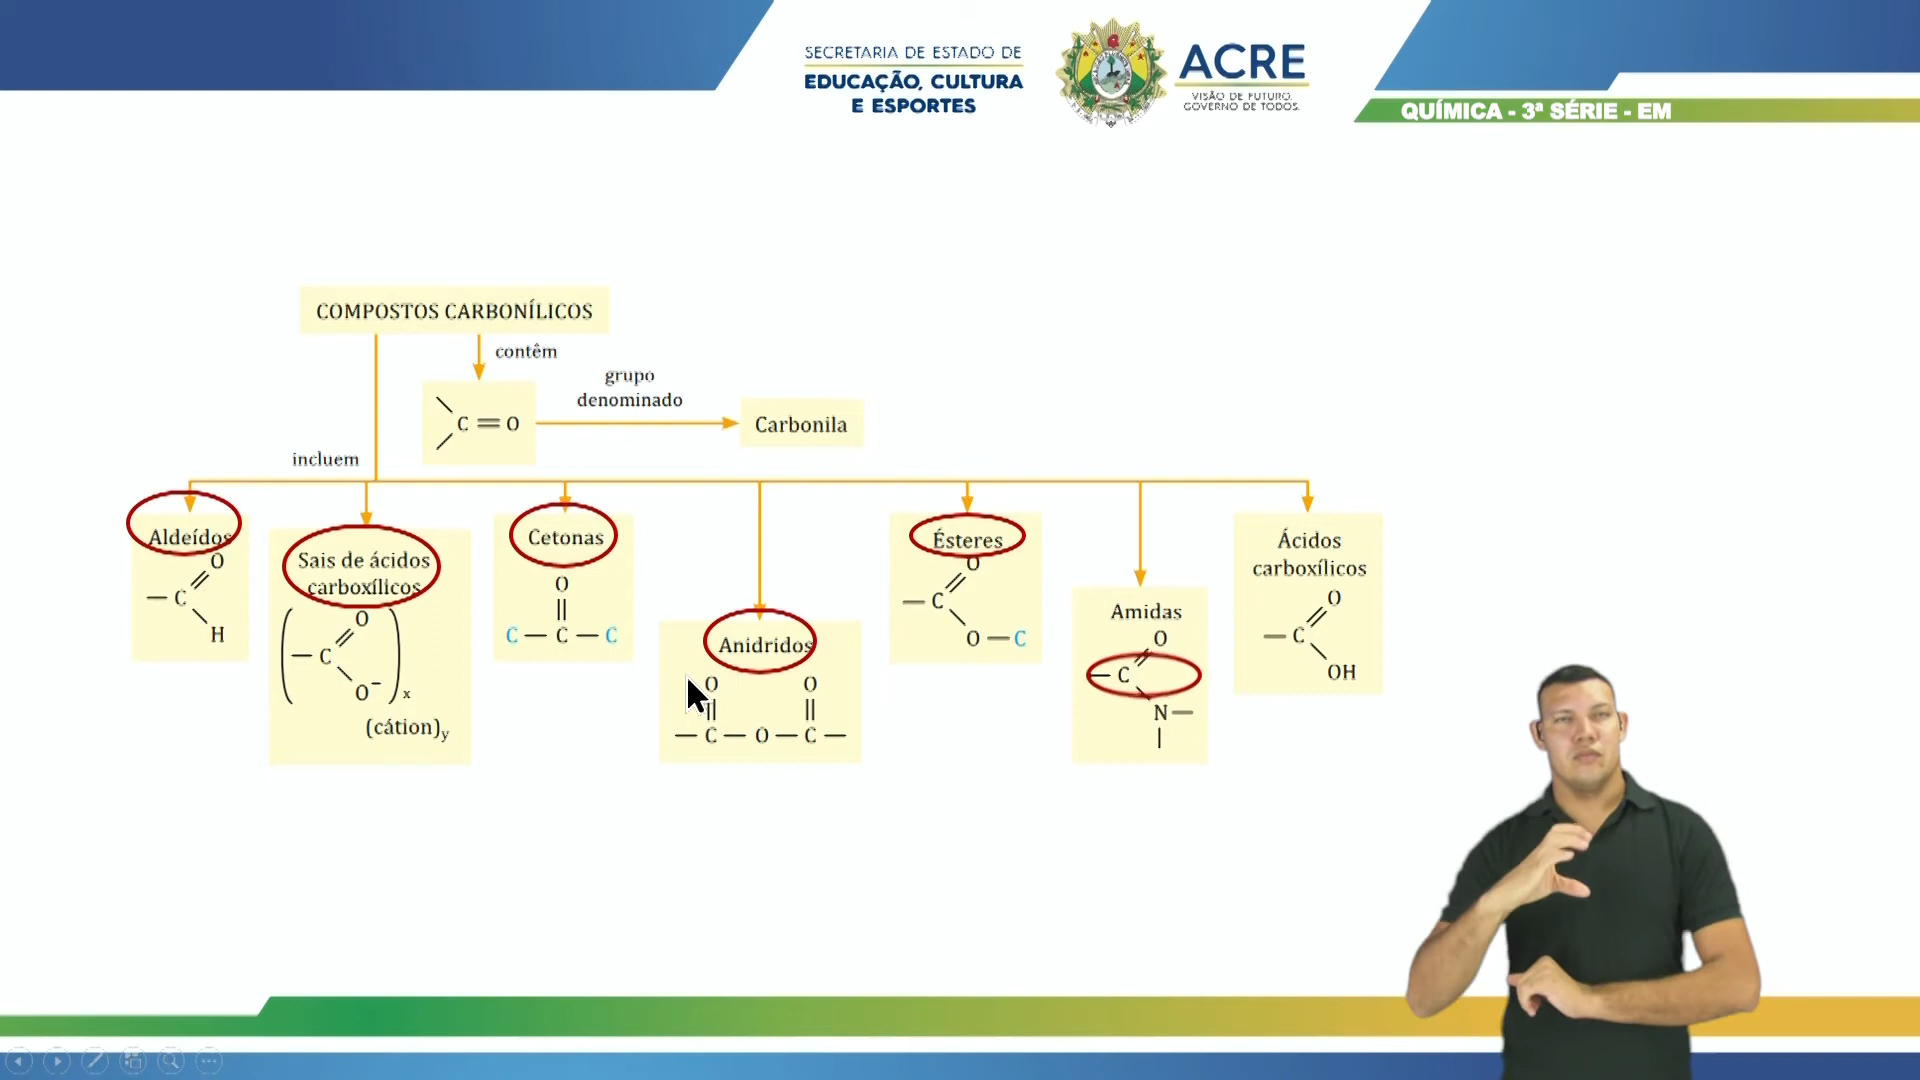 SECRETARIA DE ESTADO DE
EDUCAÇÃO, CULTURA
E ESPORTES
ACRE
VISÃO DE FUTURO.
GOVERNO DE TODOS.
QUÍMICA - 3ª SÉRIE - EM
COMPOSTOS CARBONÍLICOS
contêm
C = O
grupo
denominado
Carbonila
incluem
Aldeídos
O
— C
H
Sais de ácidos
carboxílicos
O
— C
O⁻
x
(cátion)y
Cetonas
O
C — C — C
Anidridos
O O
— C — O — C —
Ésteres
O
— C
O — C
Amidas
O
— C
N —
Ácidos
carboxílicos
O
— C
OH